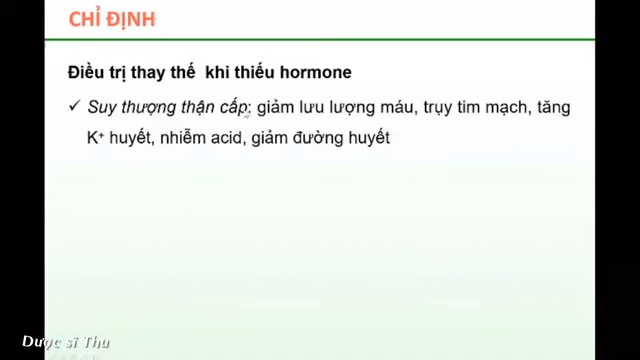 CHỈ ĐỊNH
Điều trị thay thế khi thiếu hormone
✓ Suy thượng thận cấp: giảm lưu lượng máu, trụy tim mạch, tăng
K⁺ huyết, nhiễm acid, giảm đường huyết
Dược sĩ Thu